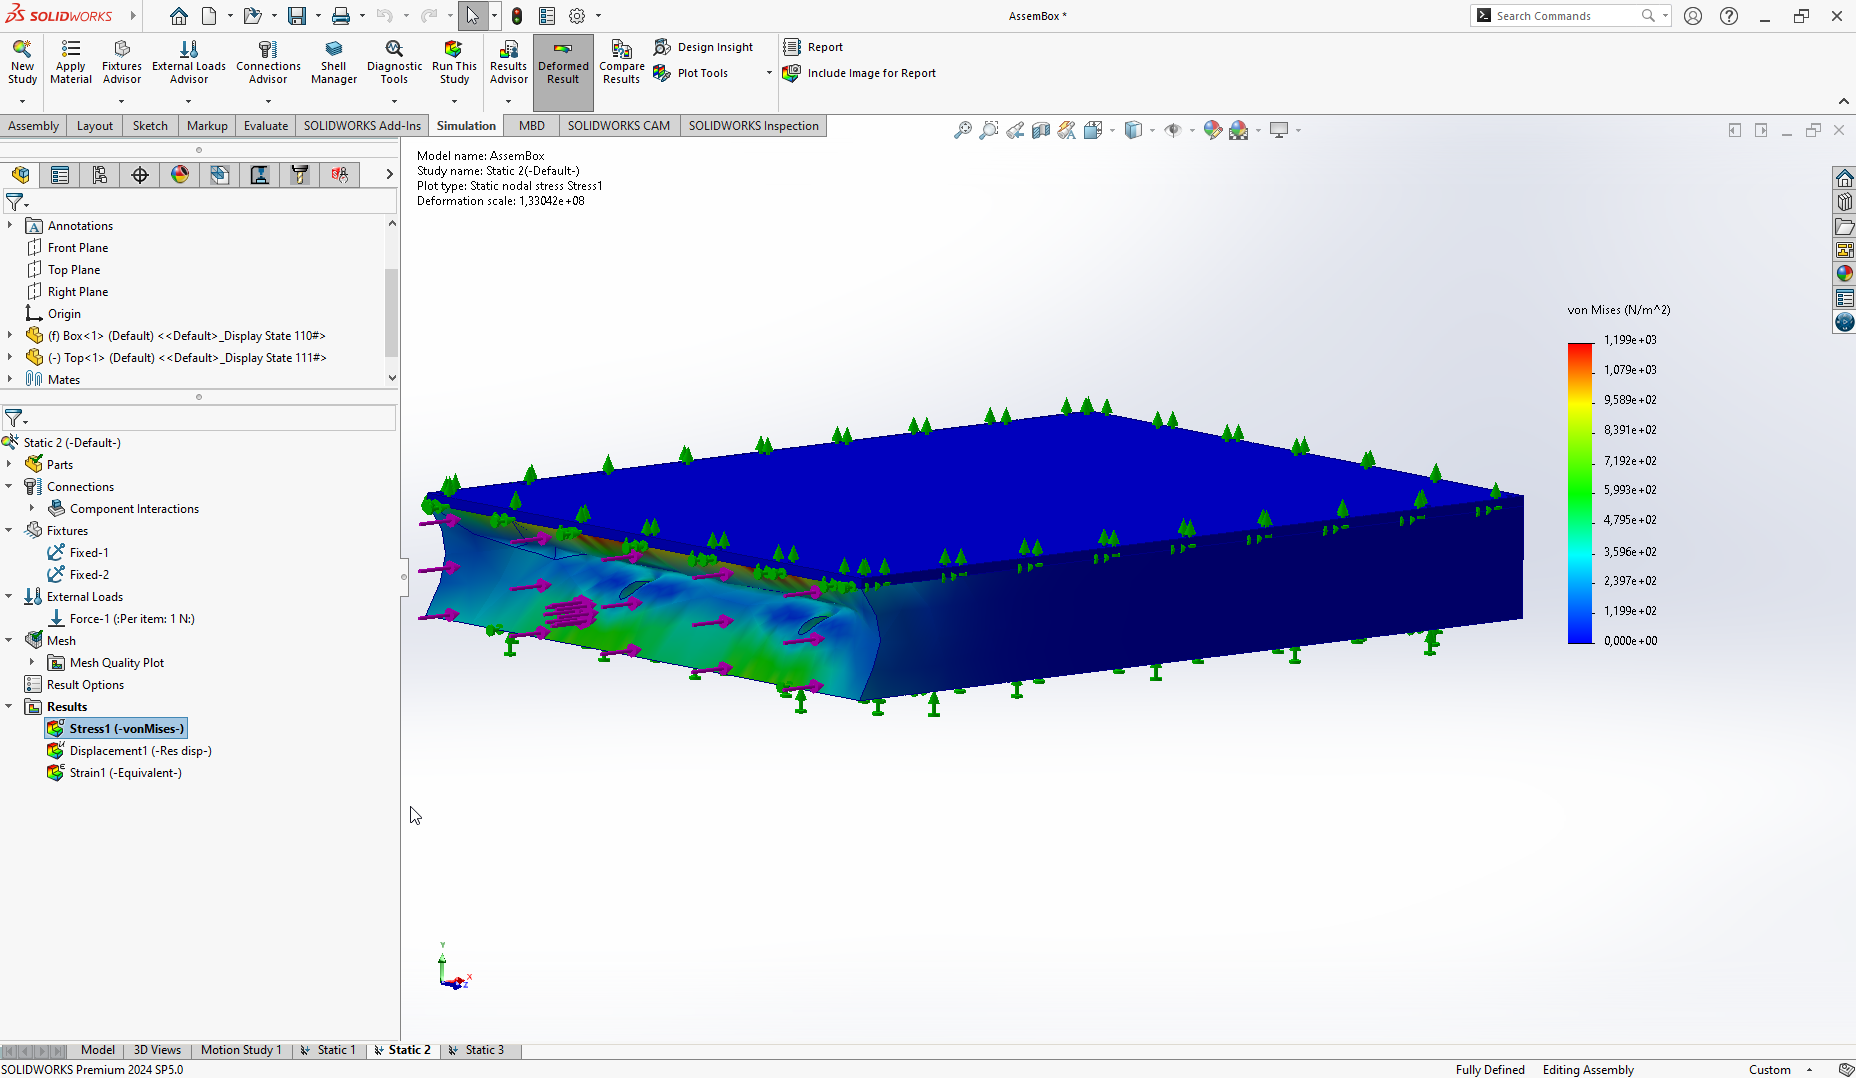 SOLIDWORKS
AssemBox *
Search Commands
New Study
Apply Material
Fixtures Advisor
External Loads Advisor
Connections Advisor
Shell Manager
Diagnostic Tools
Run This Study
Results Advisor
Deformed Result
Compare Results
Design Insight
Plot Tools
Report
Include Image for Report
Assembly
Layout
Sketch
Markup
Evaluate
SOLIDWORKS Add-Ins
Simulation
MBD
SOLIDWORKS CAM
SOLIDWORKS Inspection
Annotations
Front Plane
Top Plane
Right Plane
Origin
(f) Box<1> (Default) <<Default>_Display State 110#>
(-) Top<1> (Default) <<Default>_Display State 111#>
Mates
Static 2 (-Default-)
Parts
Connections
Component Interactions
Fixtures
Fixed-1
Fixed-2
External Loads
Force-1 (:Per item: 1 N:)
Mesh
Mesh Quality Plot
Result Options
Results
Stress1 (-vonMises-)
Displacement1 (-Res disp-)
Strain1 (-Equivalent-)
Model name: AssemBox
Study name: Static 2(-Default-)
Plot type: Static nodal stress Stress1
Deformation scale: 1,33042e+08
von Mises (N/m^2)
1,199e+03
1,079e+03
9,589e+02
8,391e+02
7,192e+02
5,993e+02
4,795e+02
3,596e+02
2,397e+02
1,199e+02
0,000e+00
Y
X
Z
Model
3D Views
Motion Study 1
Static 1
Static 2
Static 3
SOLIDWORKS Premium 2024 SP5.0
Fully Defined
Editing Assembly
Custom